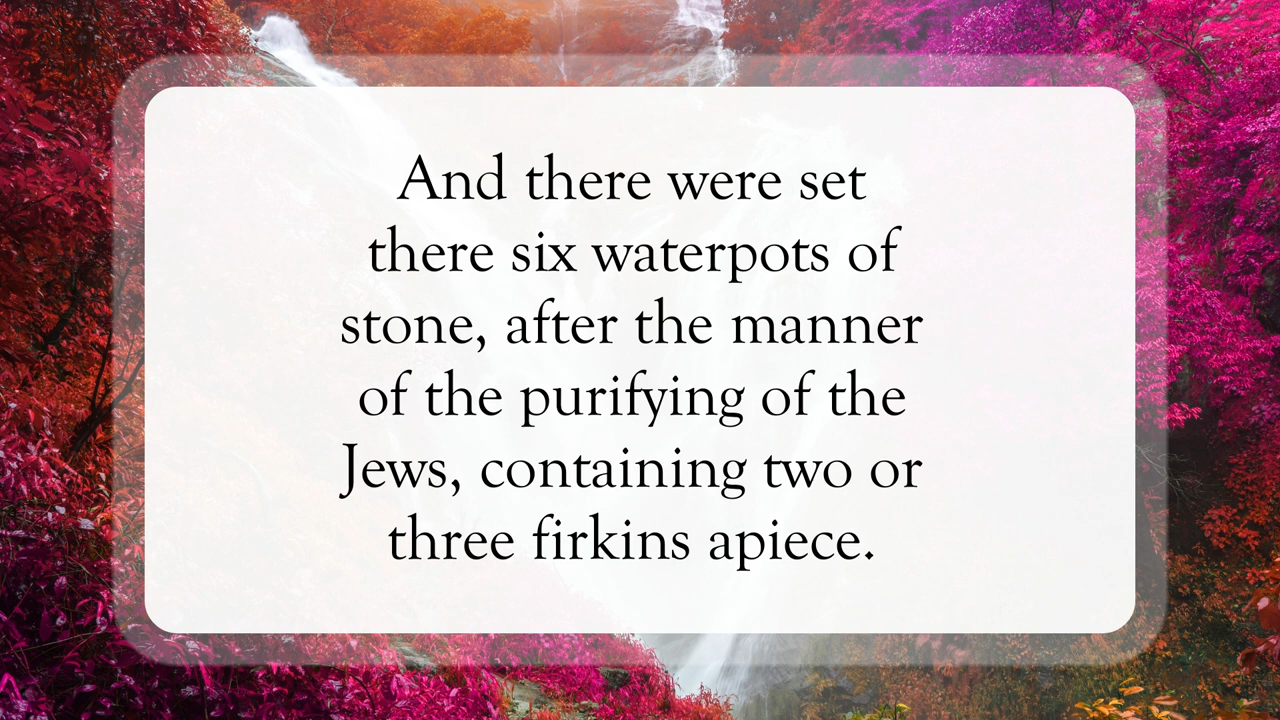 And there were set
there six waterpots of
stone, after the manner
of the purifying of the
Jews, containing two or
three firkins apiece.